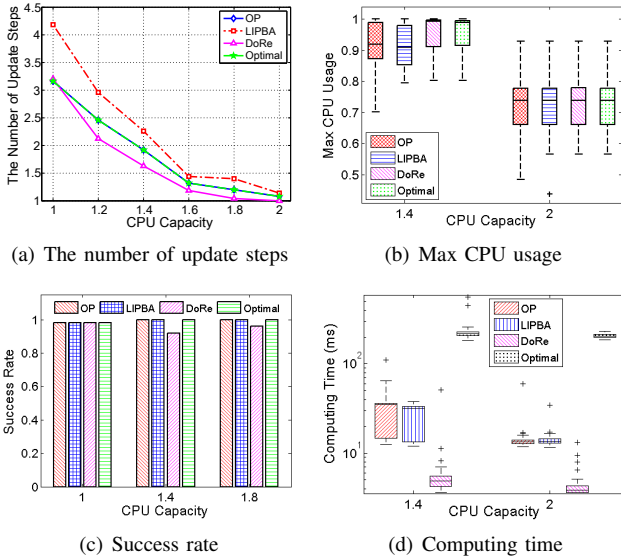 OP
LIPBA
DoRe
Optimal
The Number of Update Steps
5
4.5
4
3.5
3
2.5
2
1.5
1
1 1.2 1.4 1.6 1.8 2
CPU Capacity
(a) The number of update steps
Max CPU Usage
1
0.9
0.8
0.7
0.6
0.5
OP
LIPBA
DoRe
Optimal
1.4 2
CPU Capacity
(b) Max CPU usage
OP LIPBA DoRe Optimal
Success Rate
1
0.8
0.6
0.4
0.2
0
1 1.4 1.8
CPU Capacity
(c) Success rate
OP
LIPBA
DoRe
Optimal
Computing Time (ms)
10²
10¹
1.4 2
CPU Capacity
(d) Computing time